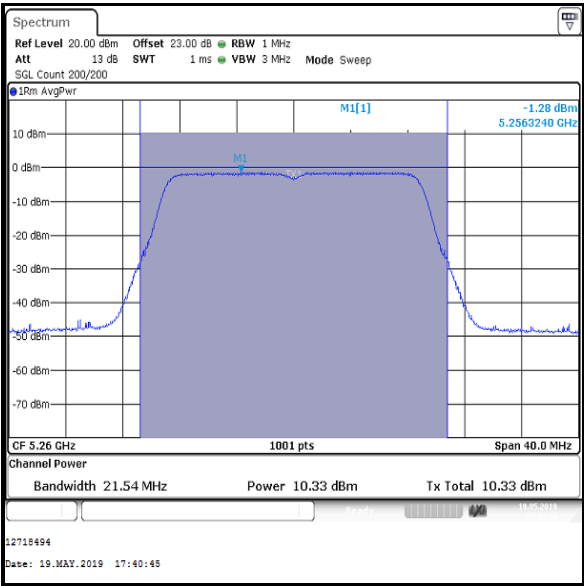 Spectrum
Ref Level 20.00 dBm Offset 23.00 dB RBW 1 MHz
Att 13 dB SWT 1 ms VBW 3 MHz Mode Sweep
SGL Count 200/200
1Rm AvgPwr
M1[1] -1.28 dBm
5.2563240 GHz
10 dBm
M1
0 dBm
-10 dBm
-20 dBm
-30 dBm
-40 dBm
-50 dBm
-60 dBm
-70 dBm
CF 5.26 GHz 1001 pts Span 40.0 MHz
Channel Power
Bandwidth 21.54 MHz Power 10.33 dBm Tx Total 10.33 dBm
Ready 19.05.2019
12718494
Date: 19.MAY.2019 17:40:45